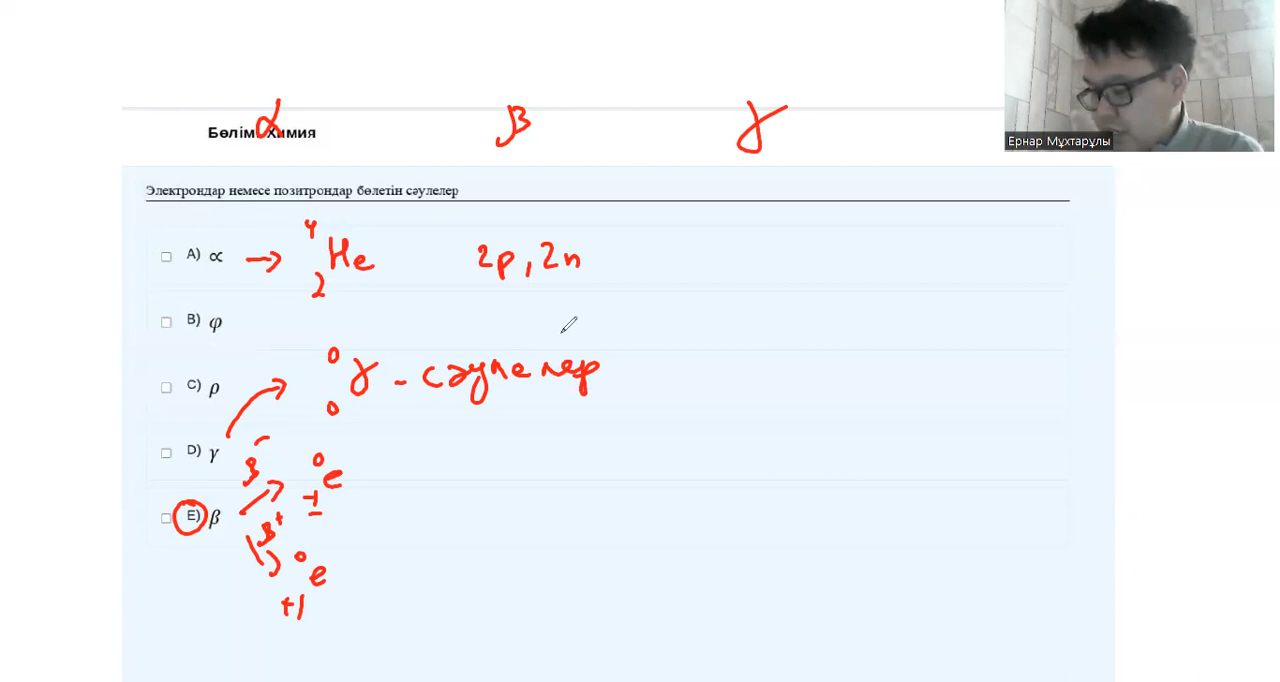 α β γ
Бөлім: Химия
Ернар Мұхтарұлы
Электрондар немесе позитрондар бөлетін сәулелер
A) α → ⁴₂He 2p, 2n
B) φ
C) ρ
⁰₀γ - сәулелер
D) γ
β⁻ ⁰₋₁e
E) β
β⁺ ⁰₊₁e